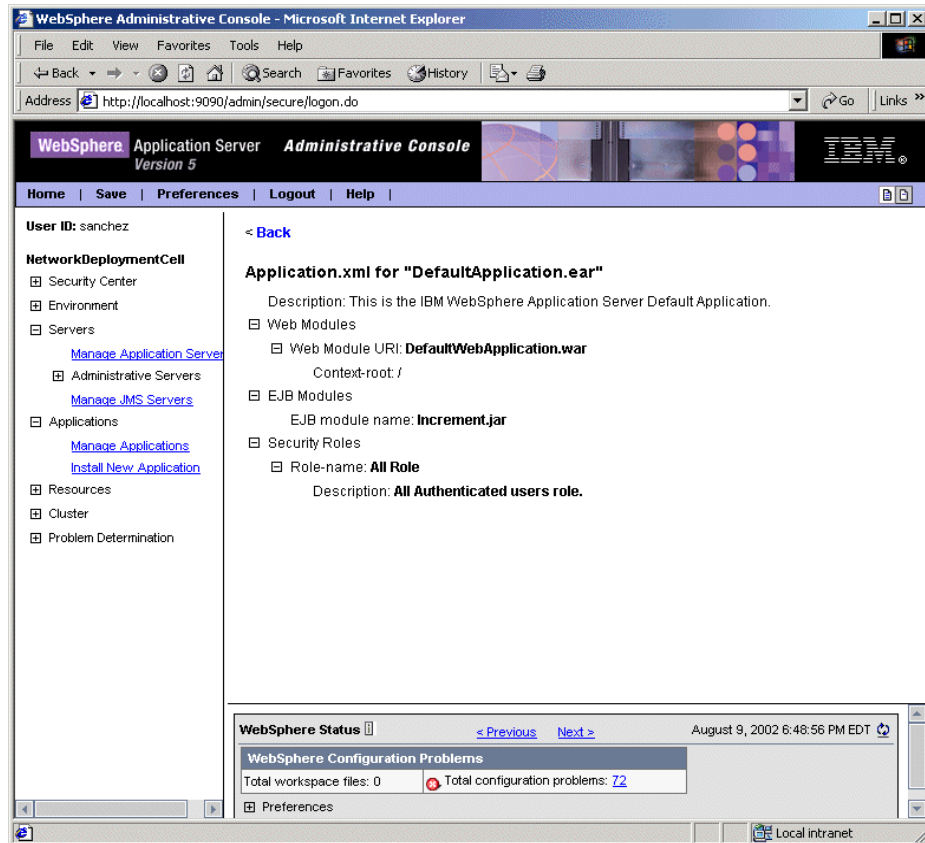 WebSphere Administrative Console - Microsoft Internet Explorer
File Edit View Favorites Tools Help
Back Search Favorites History
Address http://localhost:9090/admin/secure/logon.do Go Links »
WebSphere Application Server Administrative Console IBM
Version 5
Home | Save | Preferences | Logout | Help |
User ID: sanchez
NetworkDeploymentCell
Security Center
Environment
Servers
Manage Application Server
Administrative Servers
Manage JMS Servers
Applications
Manage Applications
Install New Application
Resources
Cluster
Problem Determination
< Back
Application.xml for "DefaultApplication.ear"
Description: This is the IBM WebSphere Application Server Default Application.
Web Modules
Web Module URI: DefaultWebApplication.war
Context-root: /
EJB Modules
EJB module name: Increment.jar
Security Roles
Role-name: All Role
Description: All Authenticated users role.
WebSphere Status i < Previous Next > August 9, 2002 6:48:56 PM EDT
WebSphere Configuration Problems
Total workspace files: 0 Total configuration problems: 72
Preferences
Local intranet